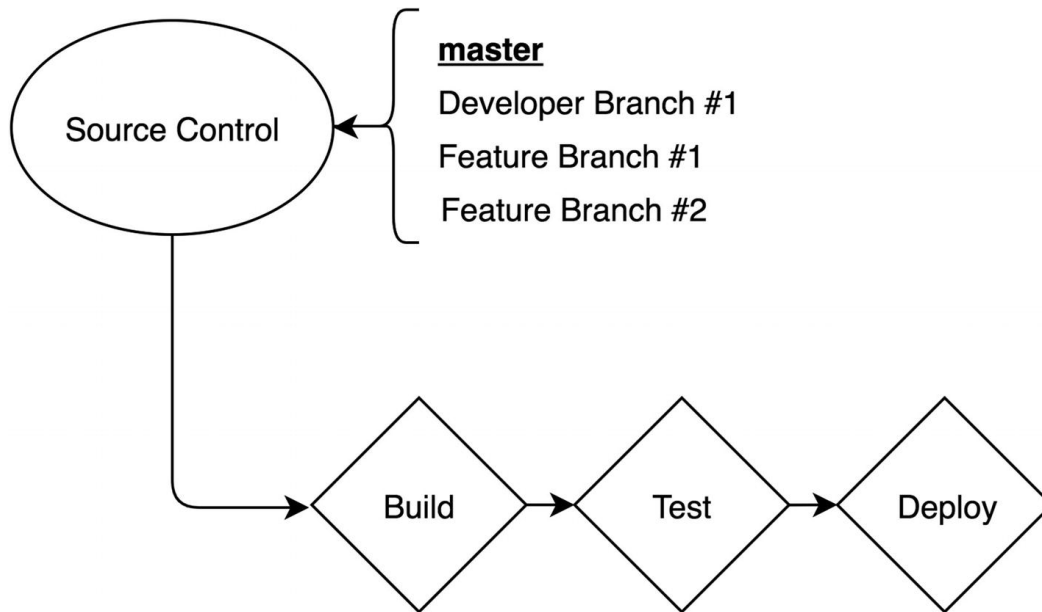 master
Source Control
Developer Branch #1
Feature Branch #1
Feature Branch #2
Build
Test
Deploy